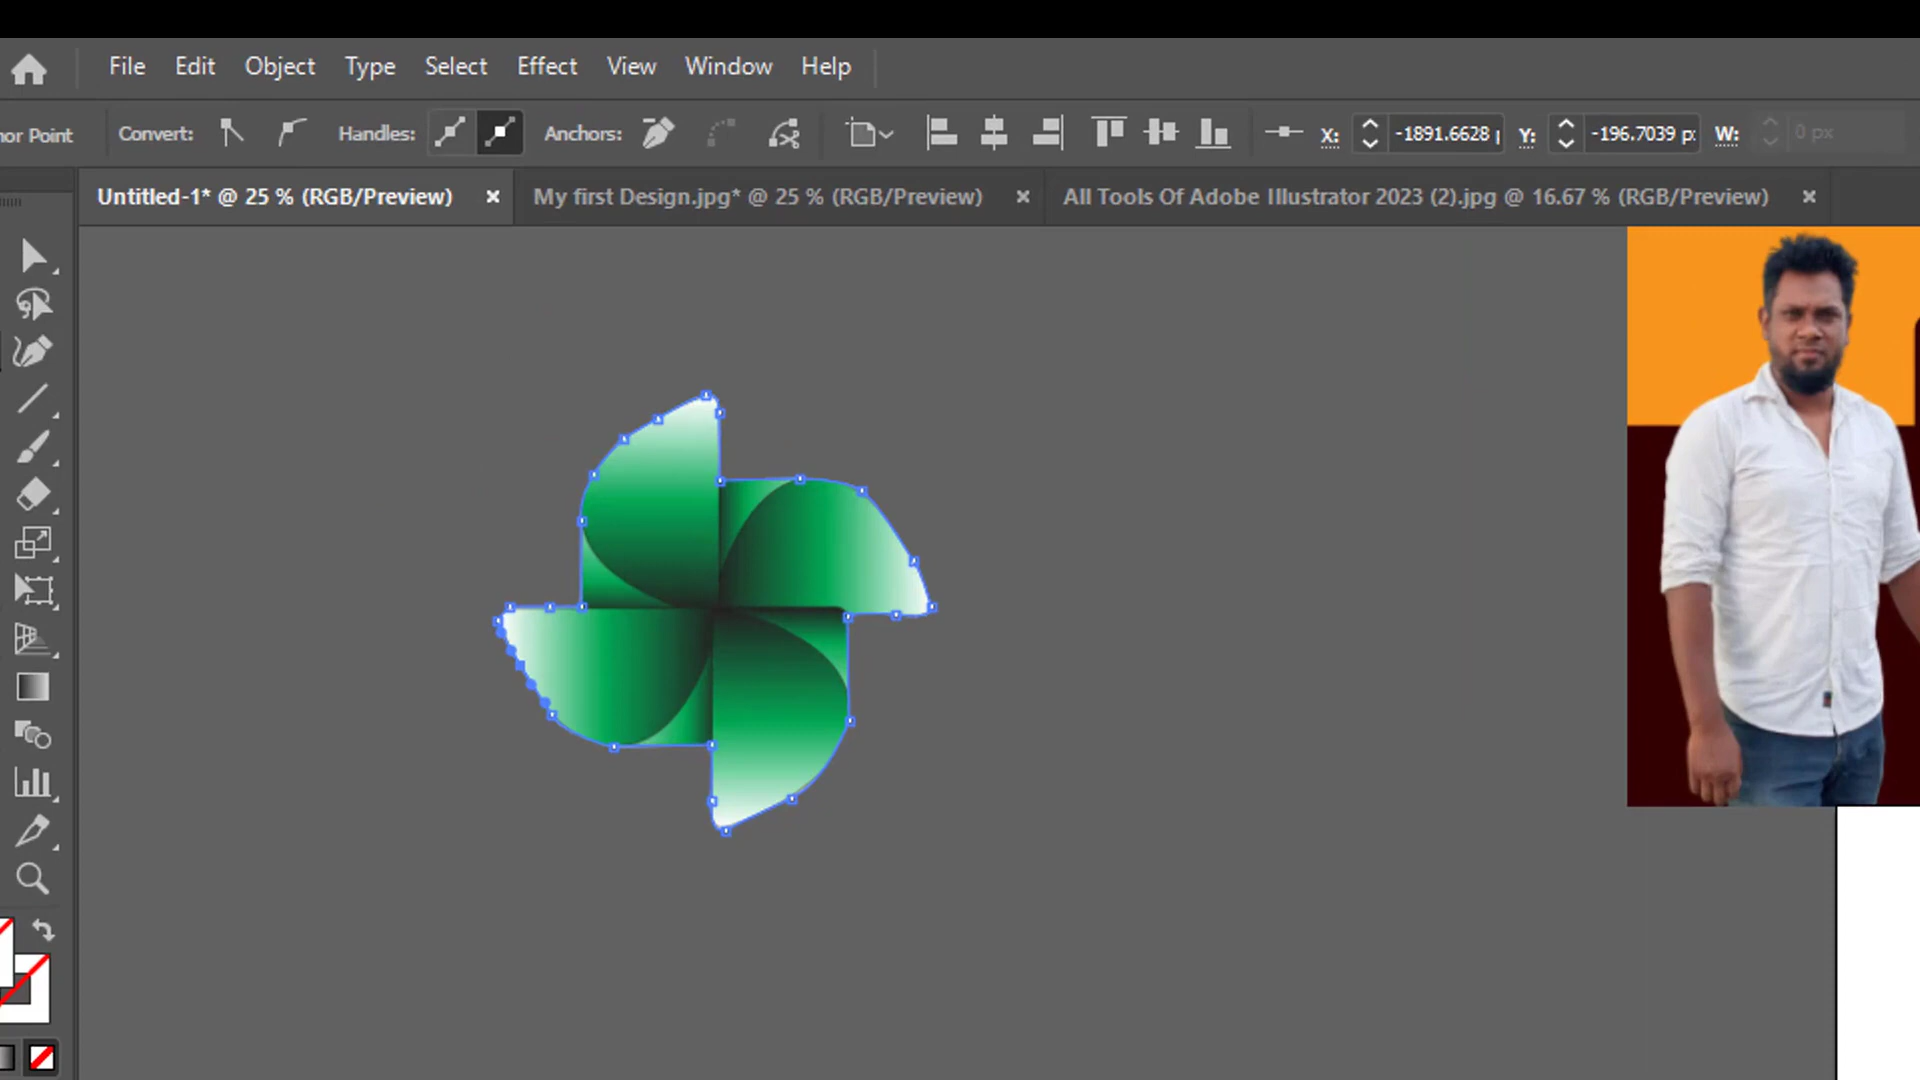 File Edit Object Type Select Effect View Window Help
nor Point Convert: Handles: Anchors: X: -1891.6628 p Y: -196.7039 px W: 0 px
Untitled-1* @ 25 % (RGB/Preview) × My first Design.jpg* @ 25 % (RGB/Preview) × All Tools Of Adobe Illustrator 2023 (2).jpg @ 16.67 % (RGB/Preview) ×